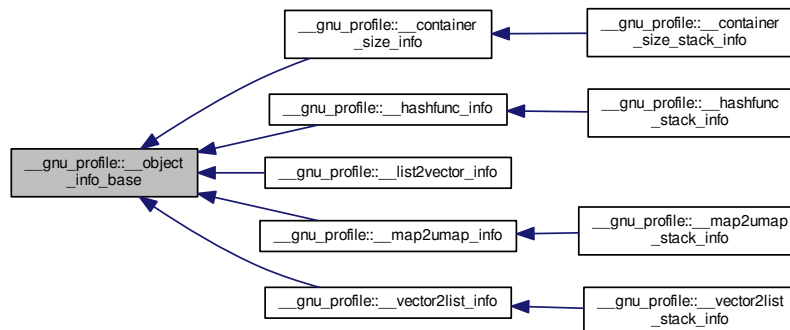 __gnu_profile::__container
_size_info
__gnu_profile::__container
_size_stack_info
__gnu_profile::__hashfunc_info
__gnu_profile::__hashfunc
_stack_info
__gnu_profile::__object
_info_base
__gnu_profile::__list2vector_info
__gnu_profile::__map2umap_info
__gnu_profile::__map2umap
_stack_info
__gnu_profile::__vector2list_info
__gnu_profile::__vector2list
_stack_info